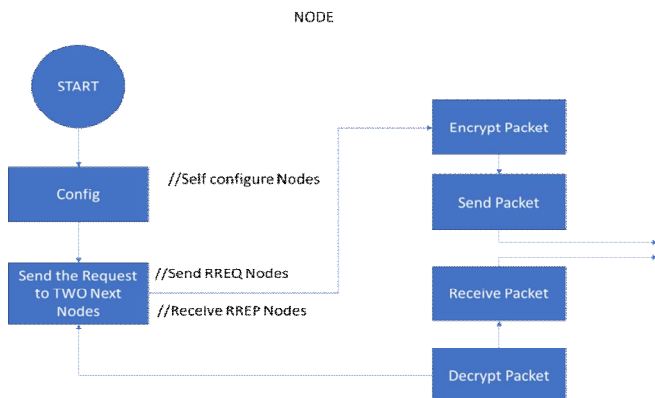 NODE
START
Encrypt Packet
//Self configure Nodes
Config
Send Packet
Send the Request
to TWO Next
Nodes
//Send RREQ Nodes
//Receive RREP Nodes
Receive Packet
Decrypt Packet